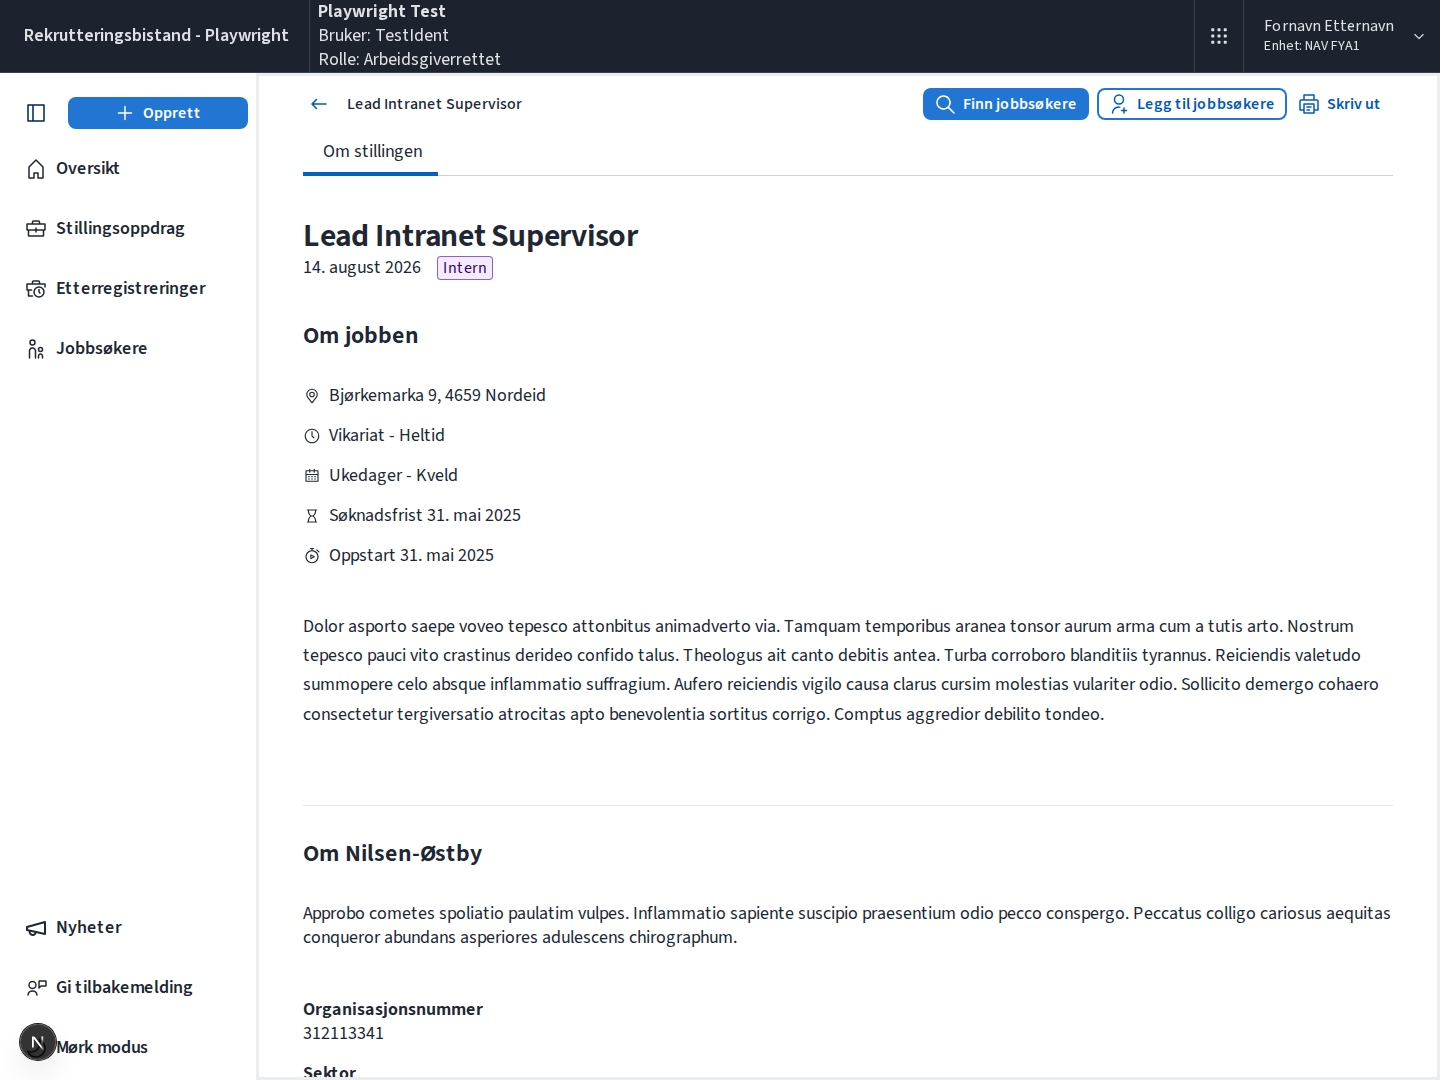 Rekrutteringsbistand - Playwright
Playwright Test
Bruker: TestIdent
Rolle: Arbeidsgiverrettet
Fornavn Etternavn
Enhet: NAV FYA1
Opprett
Oversikt
Stillingsoppdrag
Etterregistreringer
Jobbsøkere
Nyheter
Gi tilbakemelding
N
Mørk modus
Lead Intranet Supervisor
Finn jobbsøkere
Legg til jobbsøkere
Skriv ut
Om stillingen
Lead Intranet Supervisor
14. august 2026
Intern
Om jobben
Bjørkemarka 9, 4659 Nordeid
Vikariat - Heltid
Ukedager - Kveld
Søknadsfrist 31. mai 2025
Oppstart 31. mai 2025
Dolor asporto saepe voveo tepesco attonbitus animadverto via. Tamquam temporibus aranea tonsor aurum arma cum a tutis arto. Nostrum
tepesco pauci vito crastinus derideo confido talus. Theologus ait canto debitis antea. Turba corroboro blanditiis tyrannus. Reiciendis valetudo
summopere celo absque inflammatio suffragium. Aufero reiciendis vigilo causa clarus cursim molestias vulariter odio. Sollicito demergo cohaero
consectetur tergiversatio atrocitas apto benevolentia sortitus corrigo. Comptus aggredior debilito tondeo.
Om Nilsen-Østby
Approbo cometes spoliatio paulatim vulpes. Inflammatio sapiente suscipio praesentium odio pecco conspergo. Peccatus colligo cariosus aequitas
conqueror abundans asperiores adulescens chirographum.
Organisasjonsnummer
312113341
Sektor